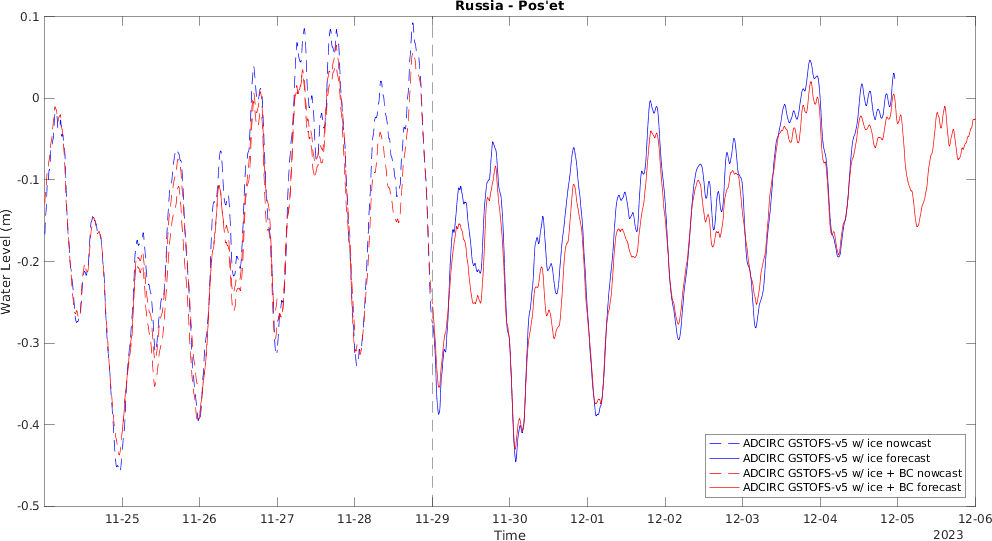 Russia - Pos'et
0.1
0
-0.1
-0.2
-0.3
-0.4
-0.5
Water Level (m)
ADCIRC GSTOFS-v5 w/ ice nowcast
ADCIRC GSTOFS-v5 w/ ice forecast
ADCIRC GSTOFS-v5 w/ ice + BC nowcast
ADCIRC GSTOFS-v5 w/ ice + BC forecast
11-25 11-26 11-27 11-28 11-29 11-30 12-01 12-02 12-03 12-04 12-05 12-06
Time
2023